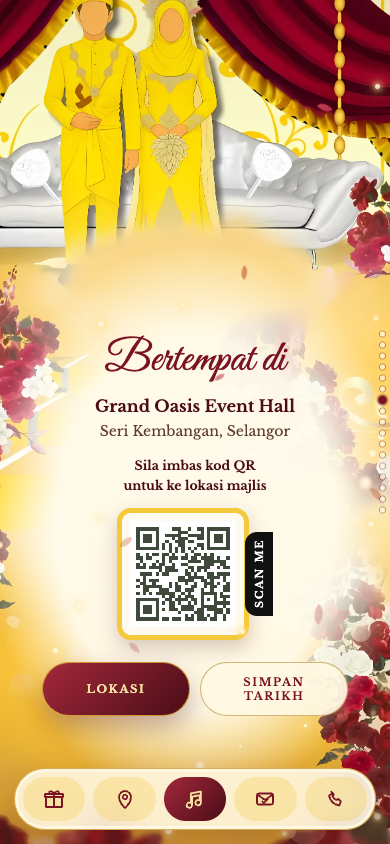 Bertempat di
Grand Oasis Event Hall
Seri Kembangan, Selangor
Sila imbas kod QR
untuk ke lokasi majlis
SCAN ME
LOKASI
SIMPAN
TARIKH